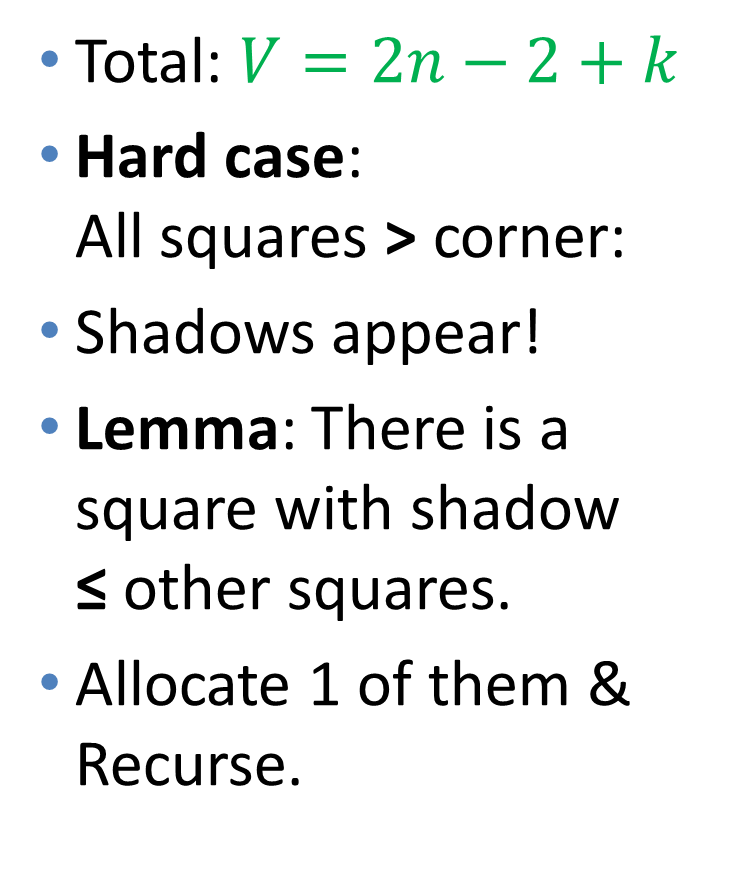 • Total: V = 2n − 2 + k
• Hard case:
All squares > corner:
• Shadows appear!
• Lemma: There is a
square with shadow
≤ other squares.
• Allocate 1 of them &
Recurse.